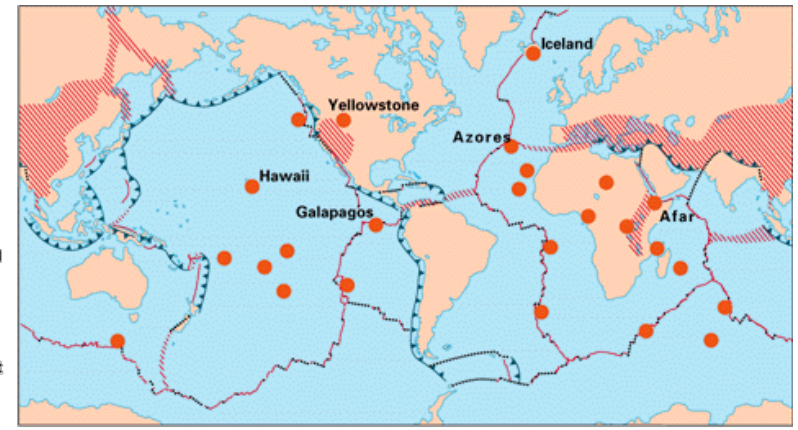 Iceland
Yellowstone
Azores
Hawaii
Galapagos
Afar